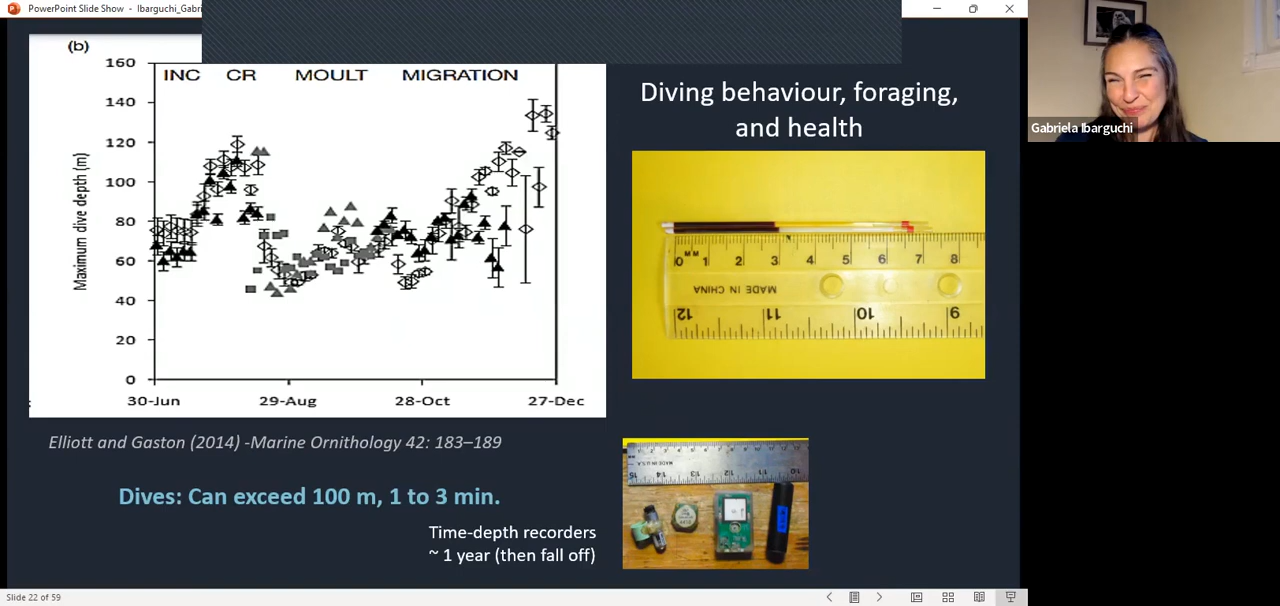 PowerPoint Slide Show - Ibarguchi_Gabri
Gabriela Ibarguchi
(b)
INC CR MOULT MIGRATION
160
140
120
100
80
60
40
20
0
Maximum dive depth (m)
30-Jun 29-Aug 28-Oct 27-Dec
Diving behaviour, foraging,
and health
MM
0 1 2 3 4 5 6 7 8
MADE IN CHINA
12 11 10 9
Elliott and Gaston (2014) -Marine Ornithology 42: 183–189
Dives: Can exceed 100 m, 1 to 3 min.
Time-depth recorders
~ 1 year (then fall off)
MADE IN U.S.A.
Slide 22 of 59